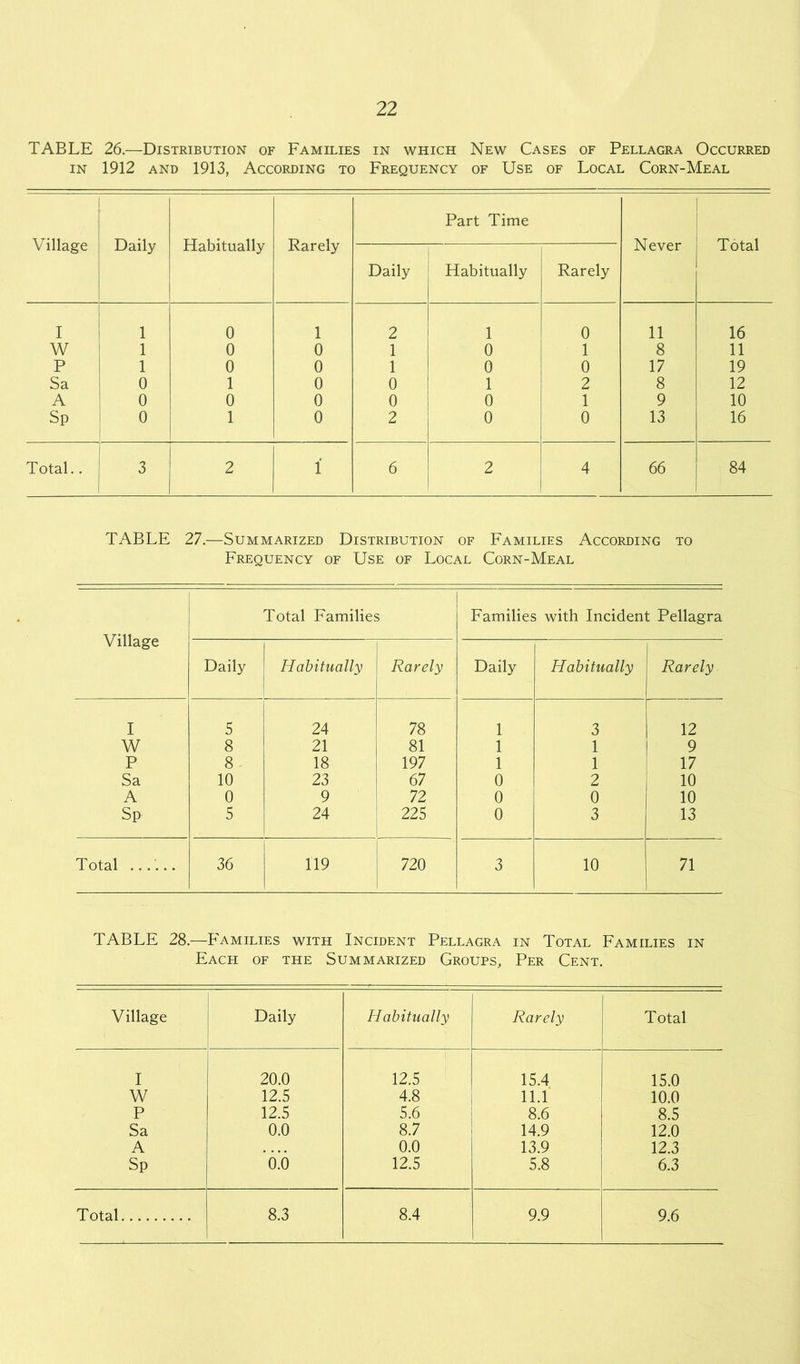 22
TABLE 26.—Distribution of Families in which New Cases of Pellagra Occurred
in 1912 and 1913, According to Frequency of Use of Local Corn-Meal
Village Daily Habitually Rarely Part Time Never Total
Daily Habitually Rarely
I 1 0 1 2 1 0 11 16
W 1 0 0 1 0 1 8 11
P 1 0 0 1 0 0 17 19
Sa 0 1 0 0 1 2 8 12
A 0 0 0 0 0 1 9 10
Sp 0 1 0 2 0 0 13 16
Total.. 3 2 1 6 2 4 66 84
TABLE 27.—Summarized Distribution of Families According to
Frequency of Use of Local Corn-Meal
Village Total Families Families with Incident Pellagra
Daily Habitually Rarely Daily Habitually Rarely
I 5 24 78 1 3 12
W 8 21 81 1 1 9
P 8 18 197 1 1 17
Sa 10 23 67 0 2 10
A 0 9 72 0 0 10
Sp 5 24 225 0 3 13
Total ...... 36 119 720 3 10 71
TABLE 28.—Families with Incident Pellagra in Total Families in
Each of the Summarized Groups, Per Cent.
Village Daily Habitually Rarely Total
I 20.0 12.5 15.4 15.0
W 12.5 4.8 11.1 10.0
P 12.5 5.6 8.6 8.5
Sa 0.0 8.7 14.9 12.0
A .... 0.0 13.9 12.3
Sp 0.0 12.5 5.8 6.3
Total......... 8.3 8.4 9.9 9.6